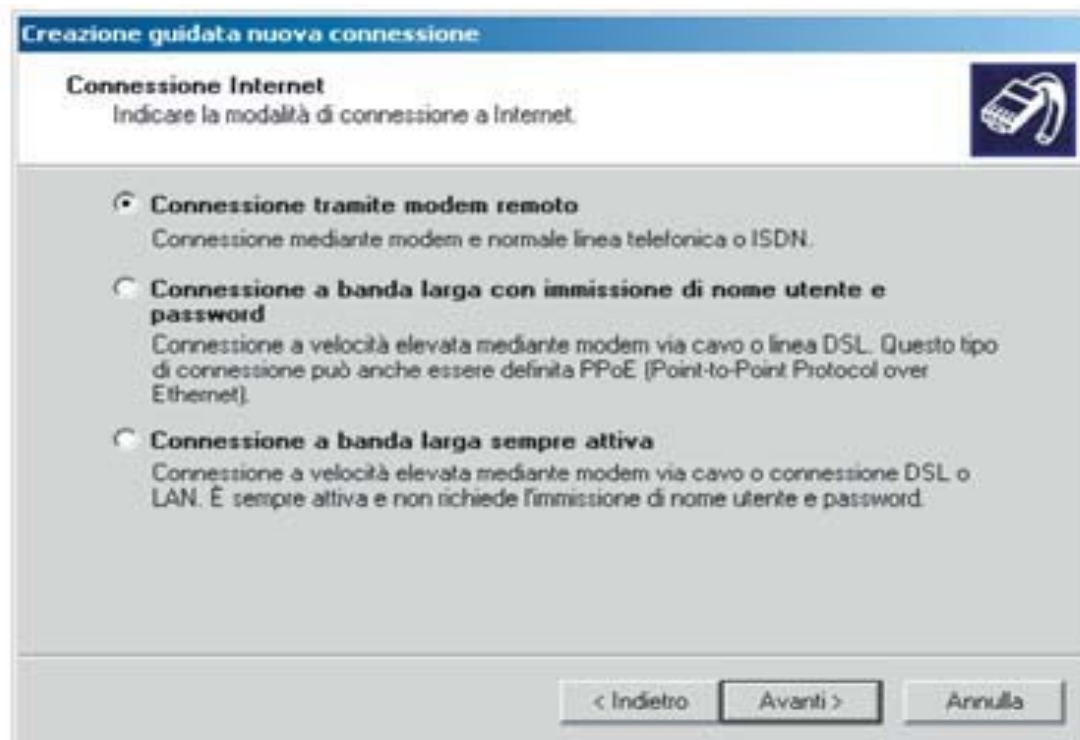 Creazione guidata nuova connessione
Connessione Internet
Indicare la modalità di connessione a Internet.
Connessione tramite modem remoto
Connessione mediante modem e normale linea telefonica o ISDN.
Connessione a banda larga con immissione di nome utente e
password
Connessione a velocità elevata mediante modem via cavo o linea DSL. Questo tipo
di connessione può anche essere definita PPoE (Point-to-Point Protocol over
Ethernet).
Connessione a banda larga sempre attiva
Connessione a velocità elevata mediante modem via cavo o connessione DSL o
LAN. È sempre attiva e non richiede l'immissione di nome utente e password.
< Indietro
Avanti >
Annulla